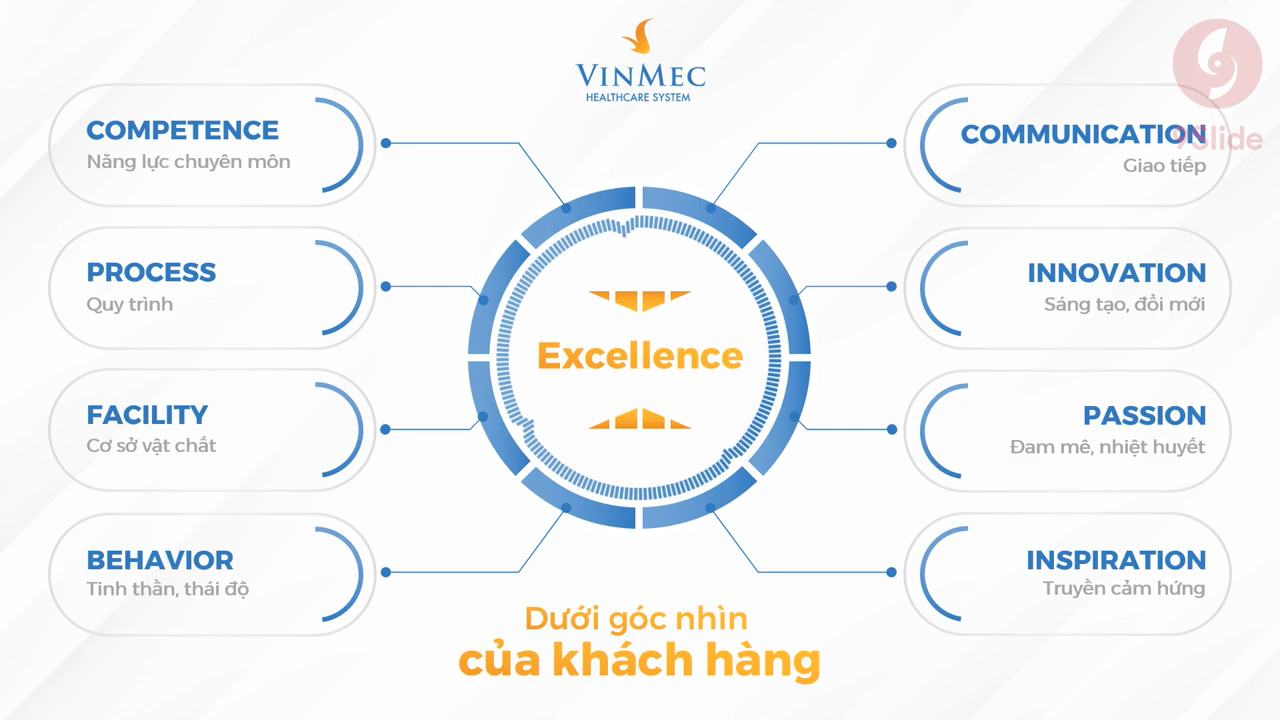 VINMEC
HEALTHCARE SYSTEM
9Slide
COMPETENCE
Năng lực chuyên môn
PROCESS
Quy trình
FACILITY
Cơ sở vật chất
BEHAVIOR
Tinh thần, thái độ
Excellence
COMMUNICATION
Giao tiếp
INNOVATION
Sáng tạo, đổi mới
PASSION
Đam mê, nhiệt huyết
INSPIRATION
Truyền cảm hứng
Dưới góc nhìn
của khách hàng